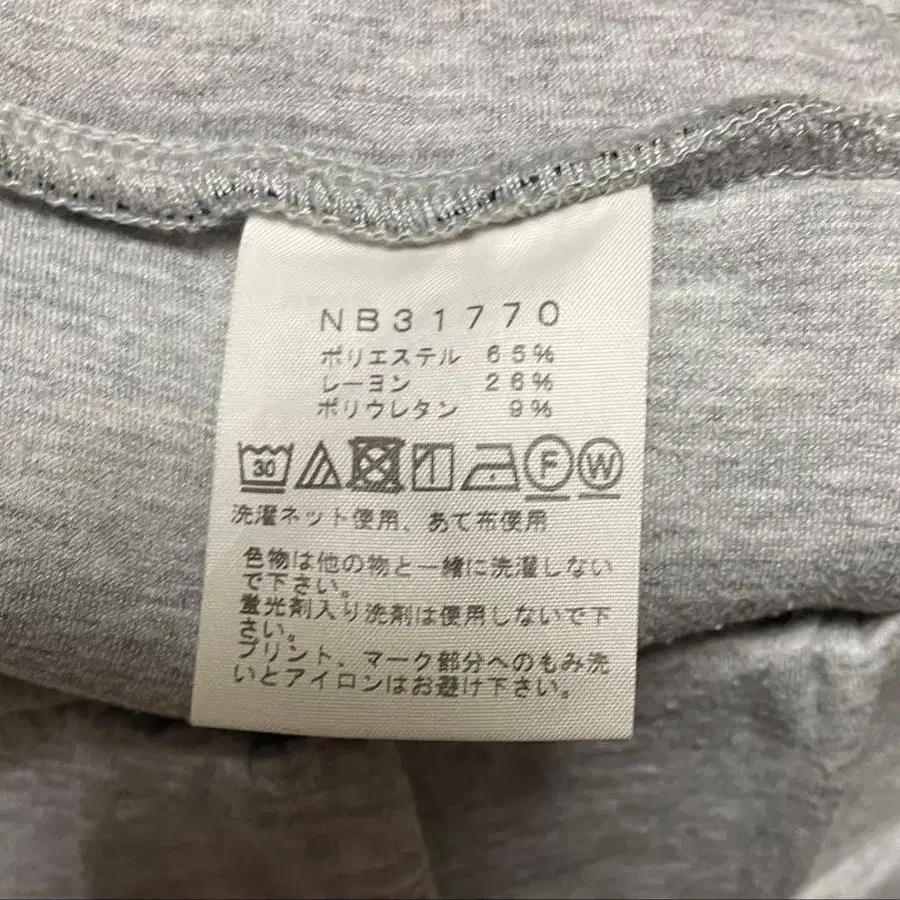 NB31770
ポリエステル 65%
レーヨン 26%
ポリウレタン 9%
30 F W
洗濯ネット使用、あて布使用
色物は他の物と一緒に洗濯しない
で下さい。
蛍光剤入り洗剤は使用しないで下
さい。
プリント、マーク部分へのもみ洗
いとアイロンはお避け下さい。